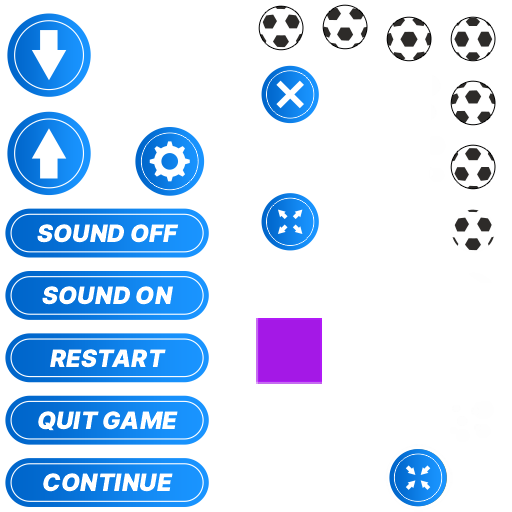 SOUND OFF
SOUND ON
RESTART
QUIT GAME
CONTINUE